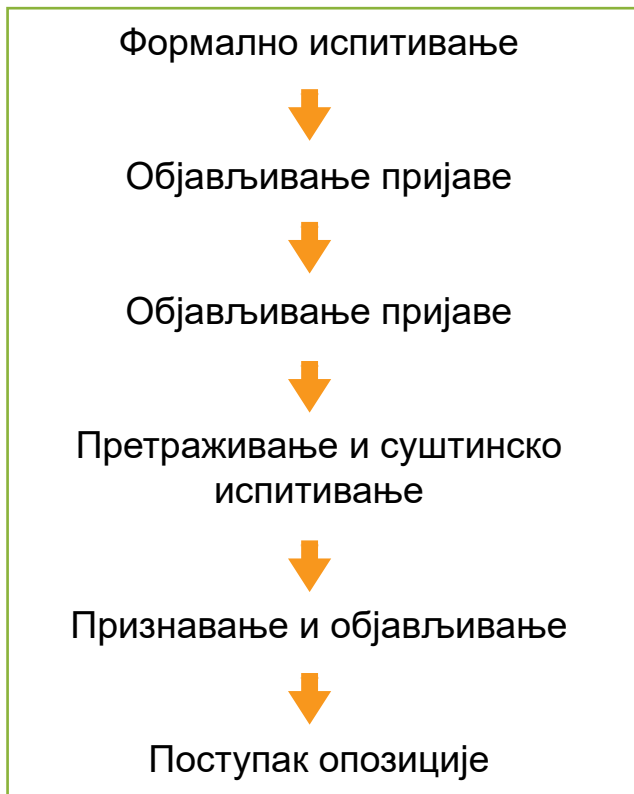 Формално испитивање
Објављивање пријаве
Објављивање пријаве
Претраживање и суштинско
испитивање
Признавање и објављивање
Поступак опозиције